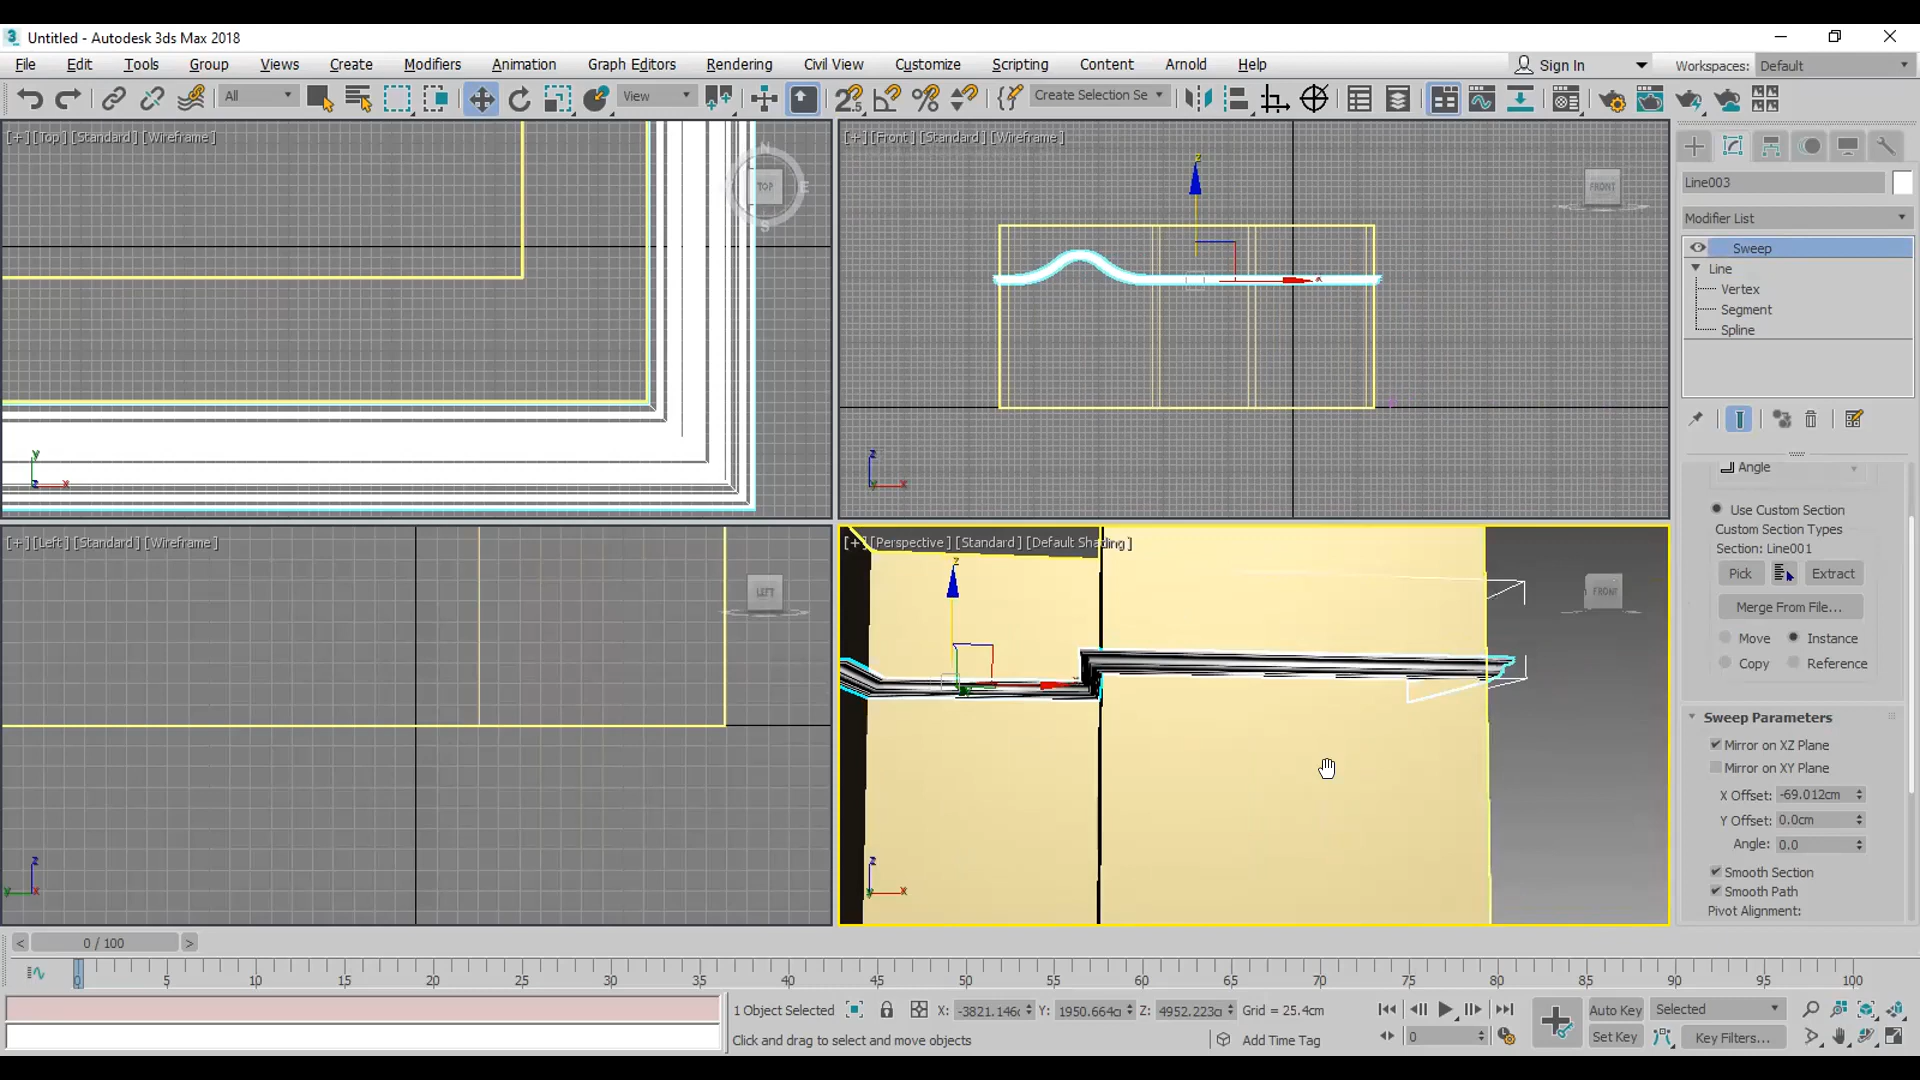 Untitled - Autodesk 3ds Max 2018
File Edit Tools Group Views Create Modifiers Animation Graph Editors Rendering Civil View Customize Scripting Content Arnold Help Sign In Workspaces: Default
All View Create Selection Se
[+][Top][Standard][Wireframe]
N
TOP
E
S
y
z x
[+][Front][Standard][Wireframe]
z
x
FRONT
z
y x
[+][Left][Standard][Wireframe]
LEFT
z
y x
[+][Perspective][Standard][Default Shading]
z
FRONT
z
y x
Line003
Modifier List
Sweep
Line
Vertex
Segment
Spline
Angle
Use Custom Section
Custom Section Types
Section: Line001
Pick Extract
Merge From File...
Move Instance
Copy Reference
Sweep Parameters
Mirror on XZ Plane
Mirror on XY Plane
X Offset: -69.012cm
Y Offset: 0.0cm
Angle: 0.0
Smooth Section
Smooth Path
Pivot Alignment:
< 0 / 100 >
0 5 10 15 20 25 30 35 40 45 50 55 60 65 70 75 80 85 90 95 100
1 Object Selected X: -3821.146c Y: 1950.664c Z: 4952.223c Grid = 25.4cm
Click and drag to select and move objects Add Time Tag
Auto Key Selected
0 Set Key Key Filters...